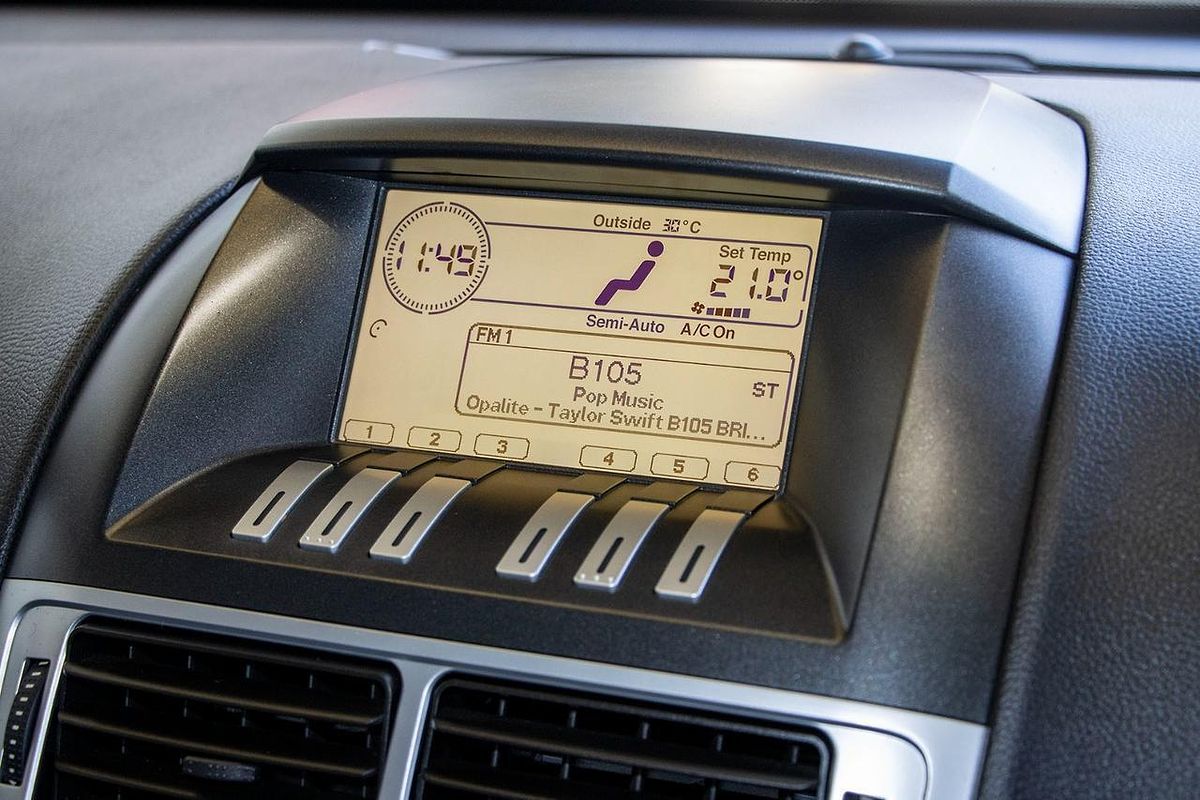 Outside 30°C
11:49
Set Temp
21.0°
Semi-Auto A/C On
FM 1
B105
ST
Pop Music
Opalite - Taylor Swift B105 BRI...
1 2 3 4 5 6